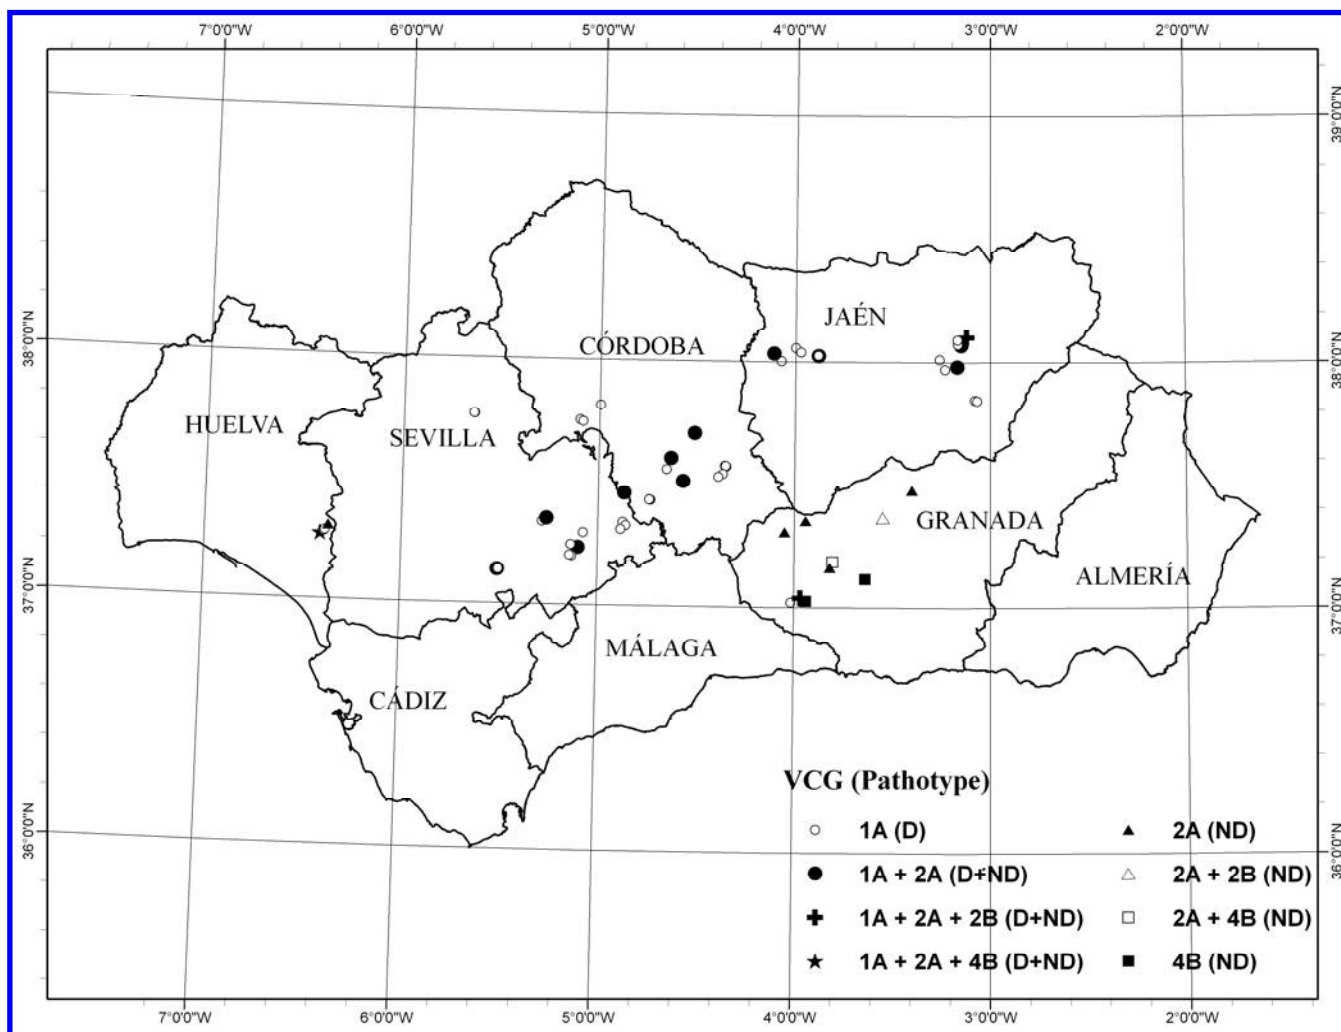 7°0'0"W 6°0'0"W 5°0'0"W 4°0'0"W 3°0'0"W 2°0'0"W
39°0'0"N
38°0'0"N
38°0'0"N
37°0'0"N
37°0'0"N
36°0'0"N
36°0'0"N
JAÉN
CÓRDOBA
HUELVA
SEVILLA
GRANADA
ALMERÍA
MÁLAGA
CÁDIZ
VCG (Pathotype)
1A (D)
1A + 2A (D+ND)
1A + 2A + 2B (D+ND)
1A + 2A + 4B (D+ND)
2A (ND)
2A + 2B (ND)
2A + 4B (ND)
4B (ND)
7°0'0"W 6°0'0"W 5°0'0"W 4°0'0"W 3°0'0"W 2°0'0"W